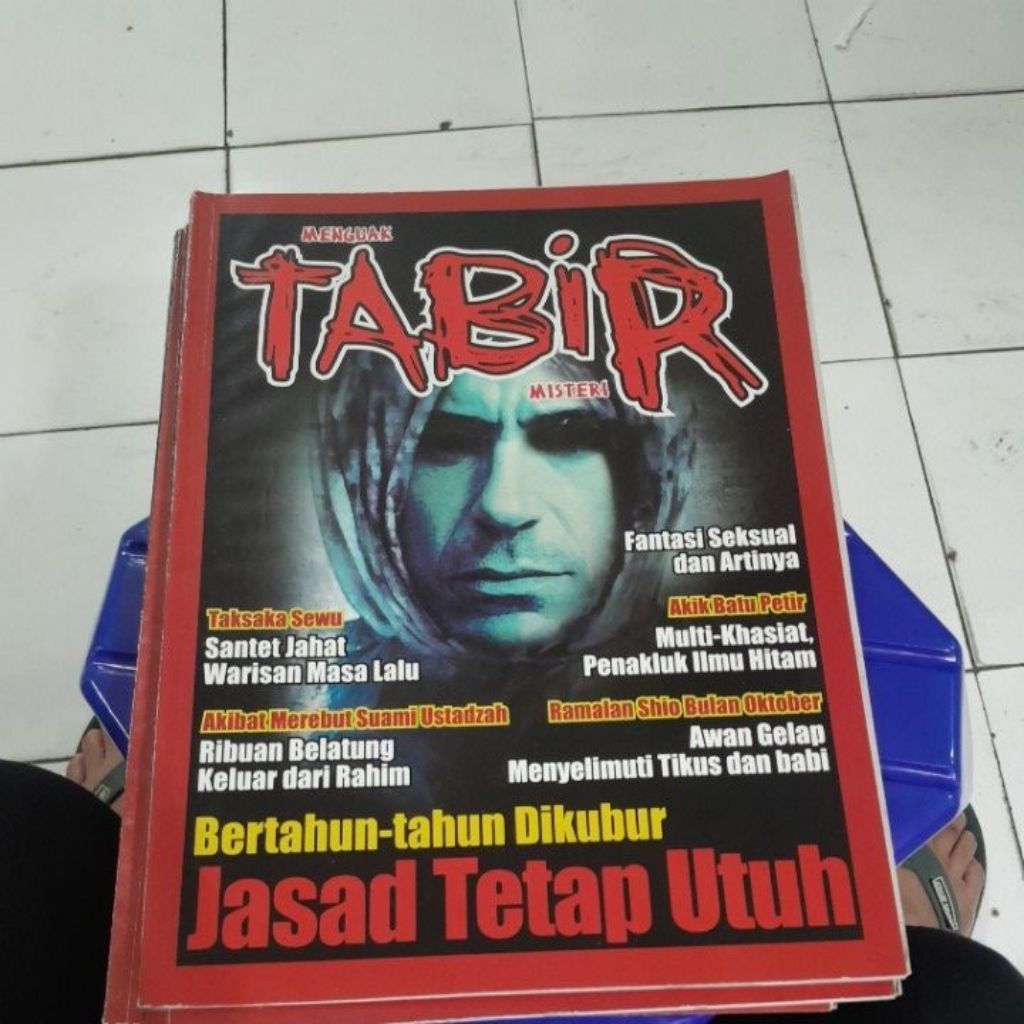 MENGUAK
TABIR
MISTERI
Fantasi Seksual
dan Artinya
Taksaka Sewu
Santet Jahat
Warisan Masa Lalu
Akik Batu Petir
Multi-Khasiat,
Penakluk Ilmu Hitam
Akibat Merebut Suami Ustadzah
Ribuan Belatung
Keluar dari Rahim
Ramalan Shio Bulan Oktober
Awan Gelap
Menyelimuti Tikus dan babi
Bertahun-tahun Dikubur
Jasad Tetap Utuh